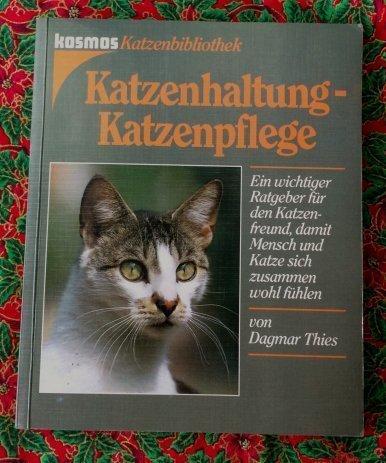 kosmos Katzenbibliothek
Katzenhaltung-
Katzenpflege
Ein wichtiger
Ratgeber für
den Katzen-
freund, damit
Mensch und
Katze sich
zusammen
wohl fühlen
von
Dagmar Thies